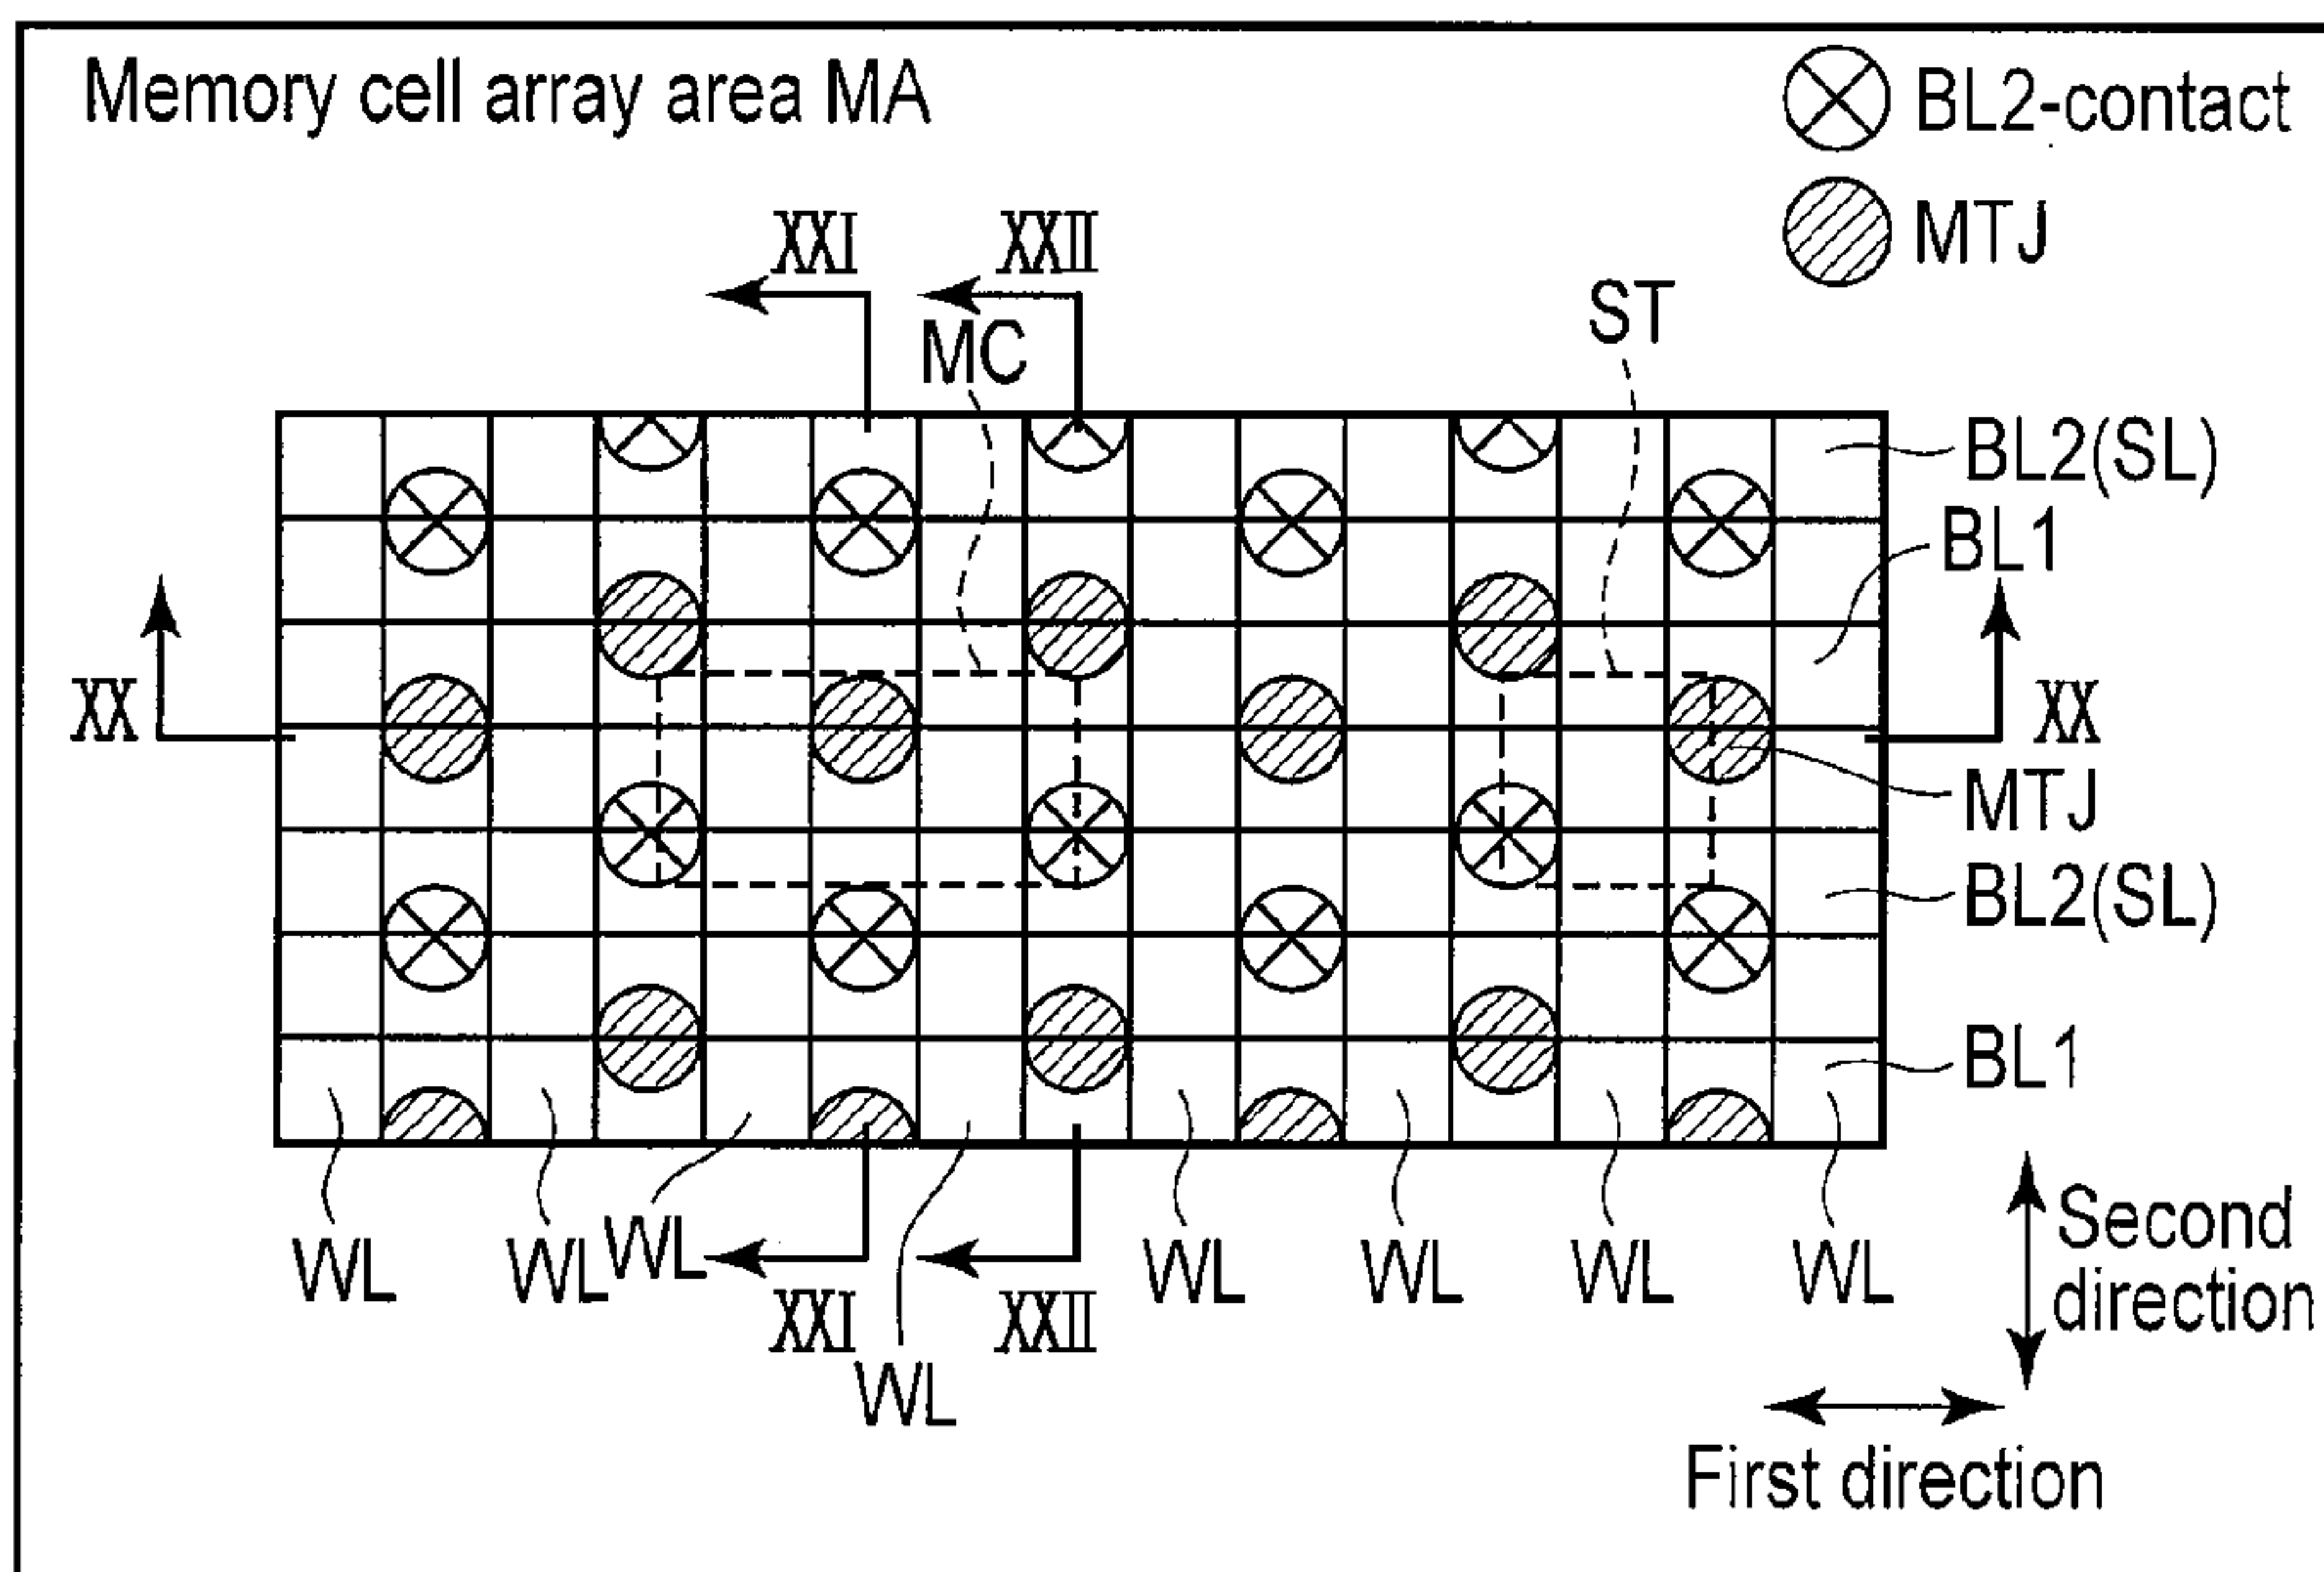 Memory cell array area MA
BL2-contact
MTJ
XXI
XXII
MC
ST
BL2(SL)
BL1
XX
XX
MTJ
BL2(SL)
BL1
WL
WL
WL
WL
WL
WL
WL
XXI
XXII
WL
Second
direction
First direction